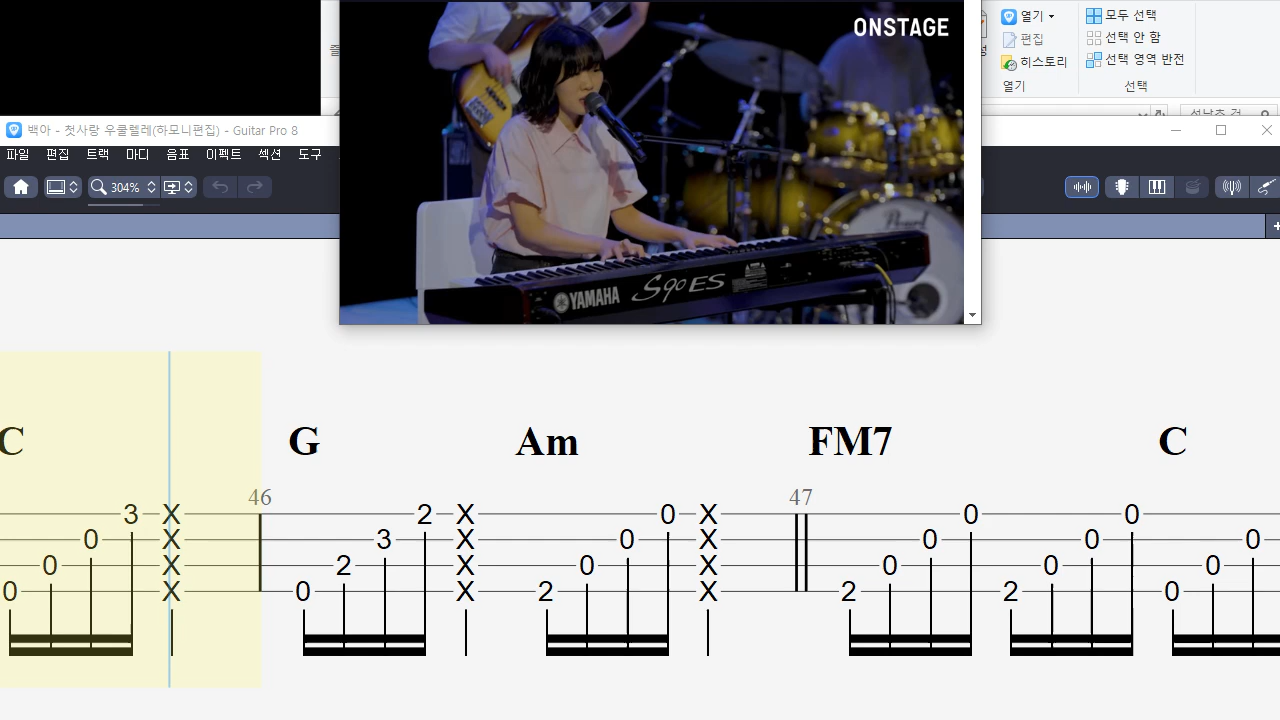 ONSTAGE
YAMAHA S90 ES
열기
편집
히스토리
열기
모두 선택
선택 안 함
선택 영역 반전
선택
백아 - 첫사랑 우쿨렐레(하모니편집) - Guitar Pro 8
파일 편집 트랙 마디 음표 이펙트 섹션 도구
304%
C G Am FM7 C
46 47
3 X 2 X 0 X 0 0
0 X 3 X 0 X 0 0 0
0 X 2 X 0 X 0 0 0
0 X 0 X 2 X 2 2 0